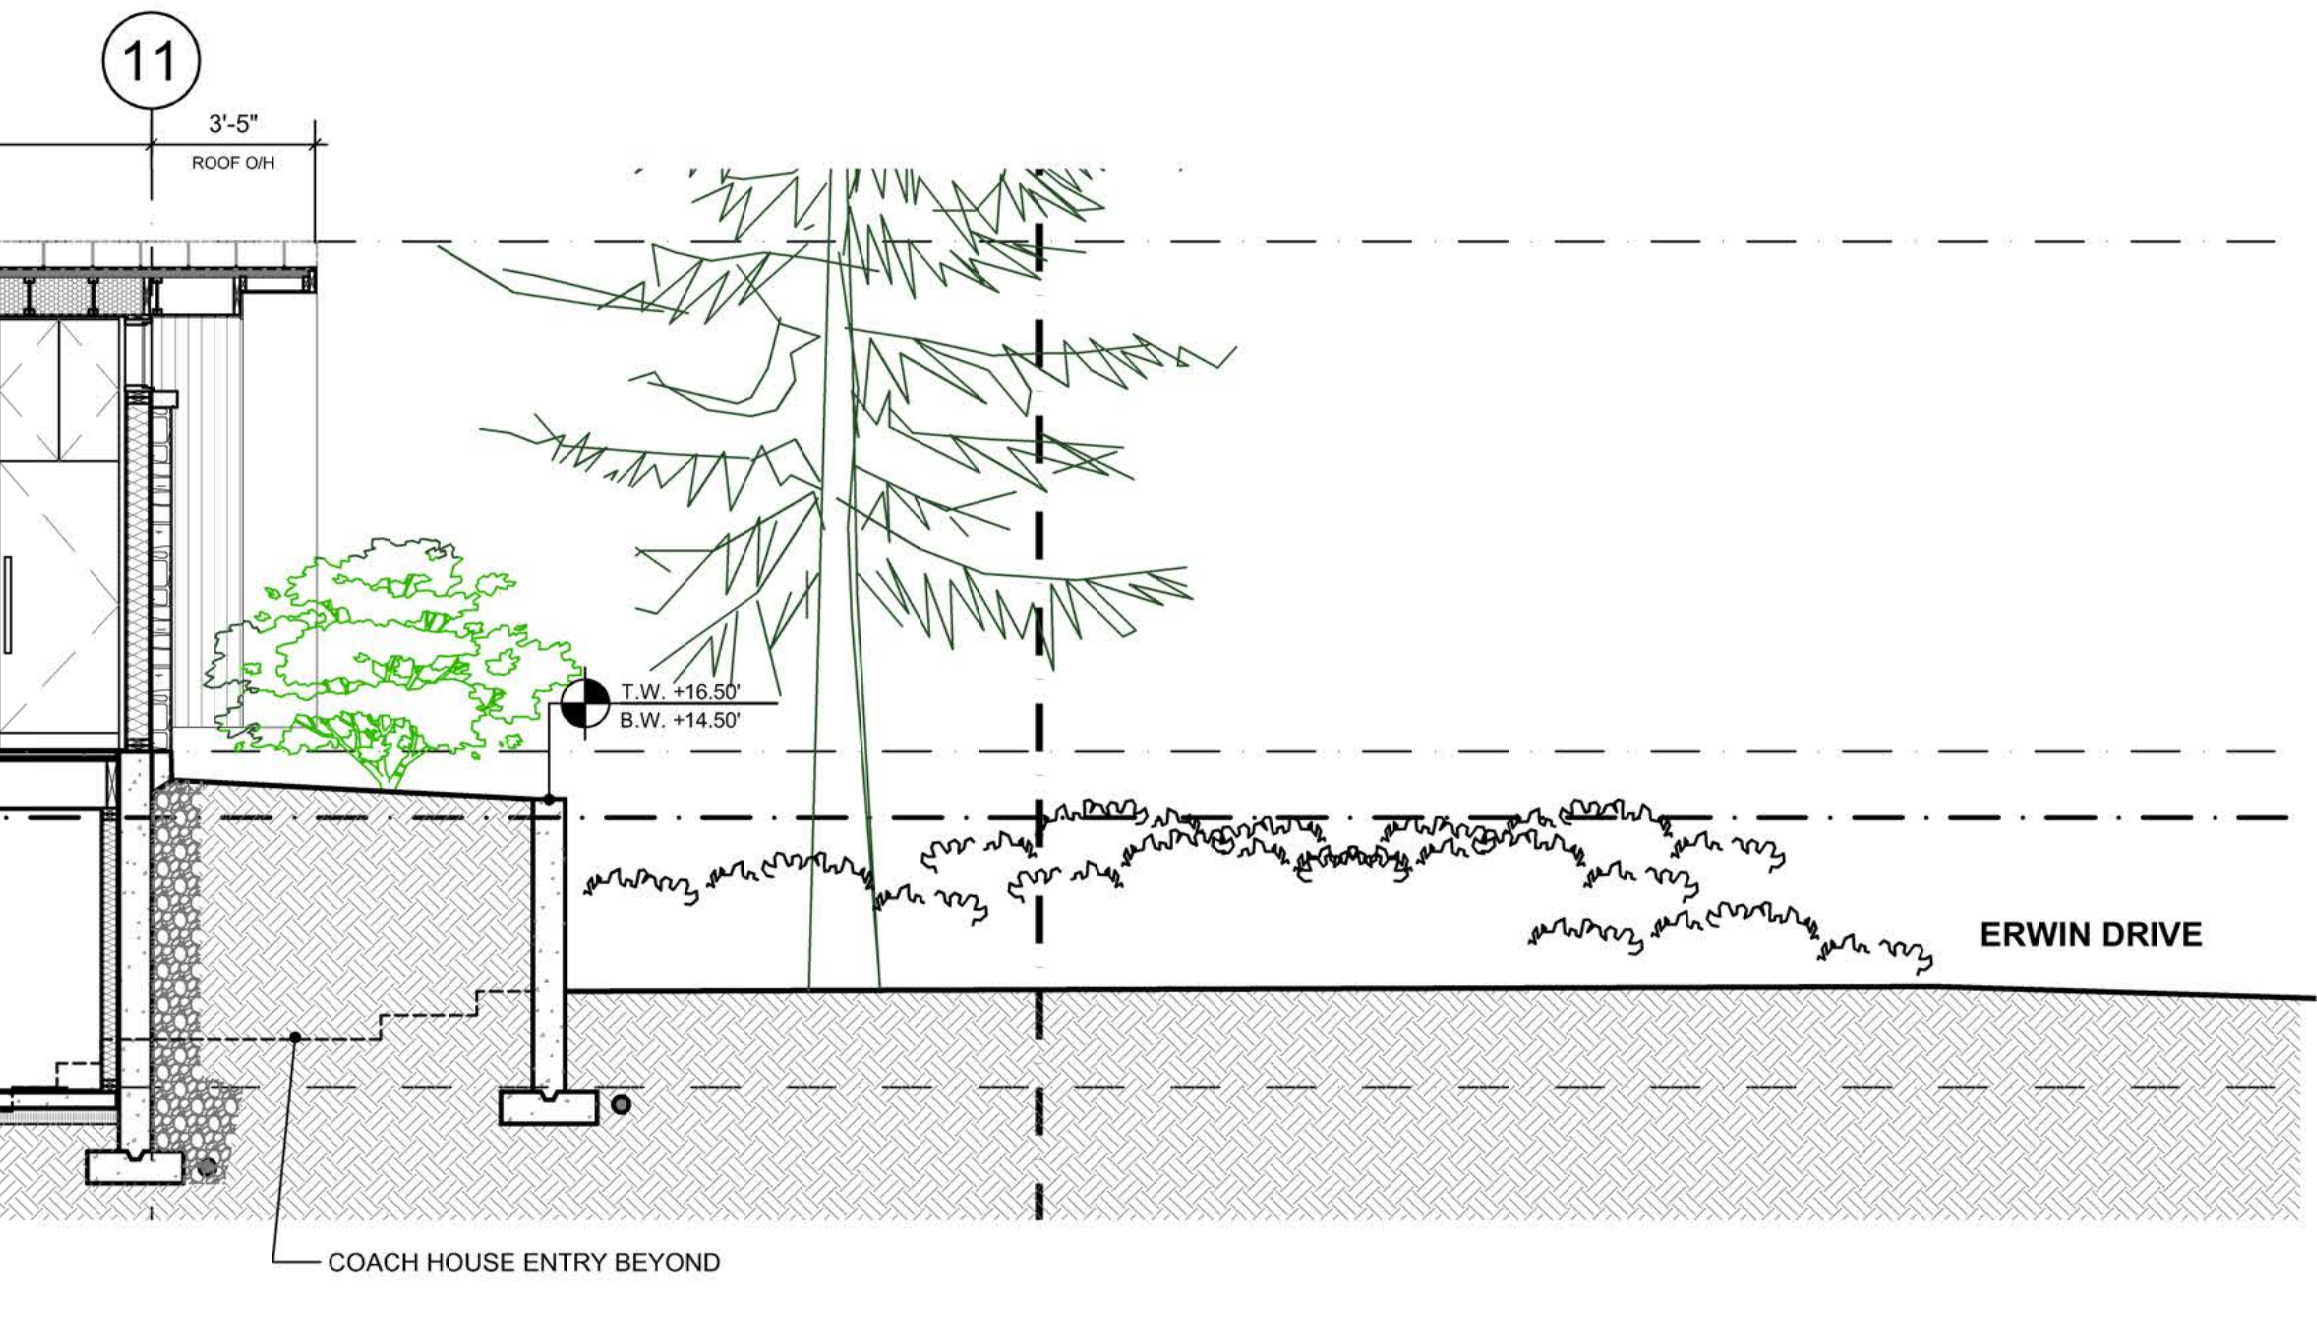 11
3'-5"
ROOF O/H
T.W. +16.50'
B.W. +14.50'
ERWIN DRIVE
COACH HOUSE ENTRY BEYOND